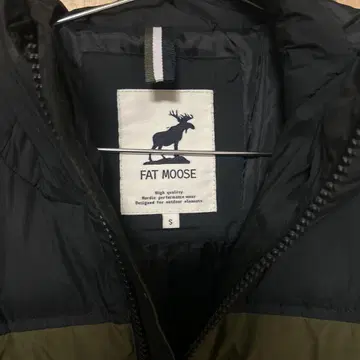 FAT MOOSE
High quality
Nordic performance wear
Designed for outdoor elements
S